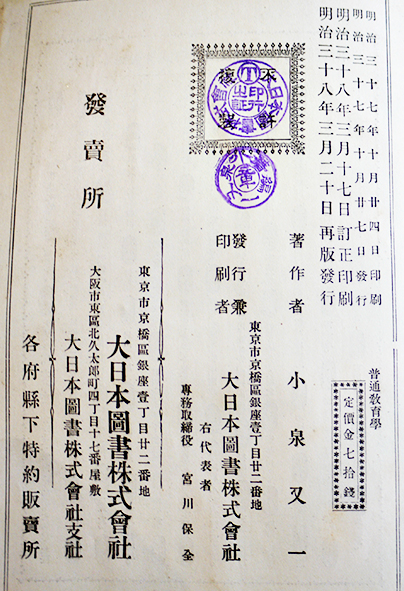 明治三十七年十月廿四日印刷
明治三十七年十月廿七日發行
明治三十八年三月十七日訂正印刷
明治三十八年三月二十日再版發行
普通敎育學
定價金七拾錢
著作者 小泉又一
東京市京橋區銀座壹丁目廿二番地
發行兼印刷者 大日本圖書株式會社
右代表者
專務取締役 宮川保全
不
複
發賣所
東京市京橋區銀座壹丁目廿二番地
大日本圖書株式會社
大阪市東區北久太郎町四丁目十七番屋敷
大日本圖書株式會社支社
各府縣下特約販賣所